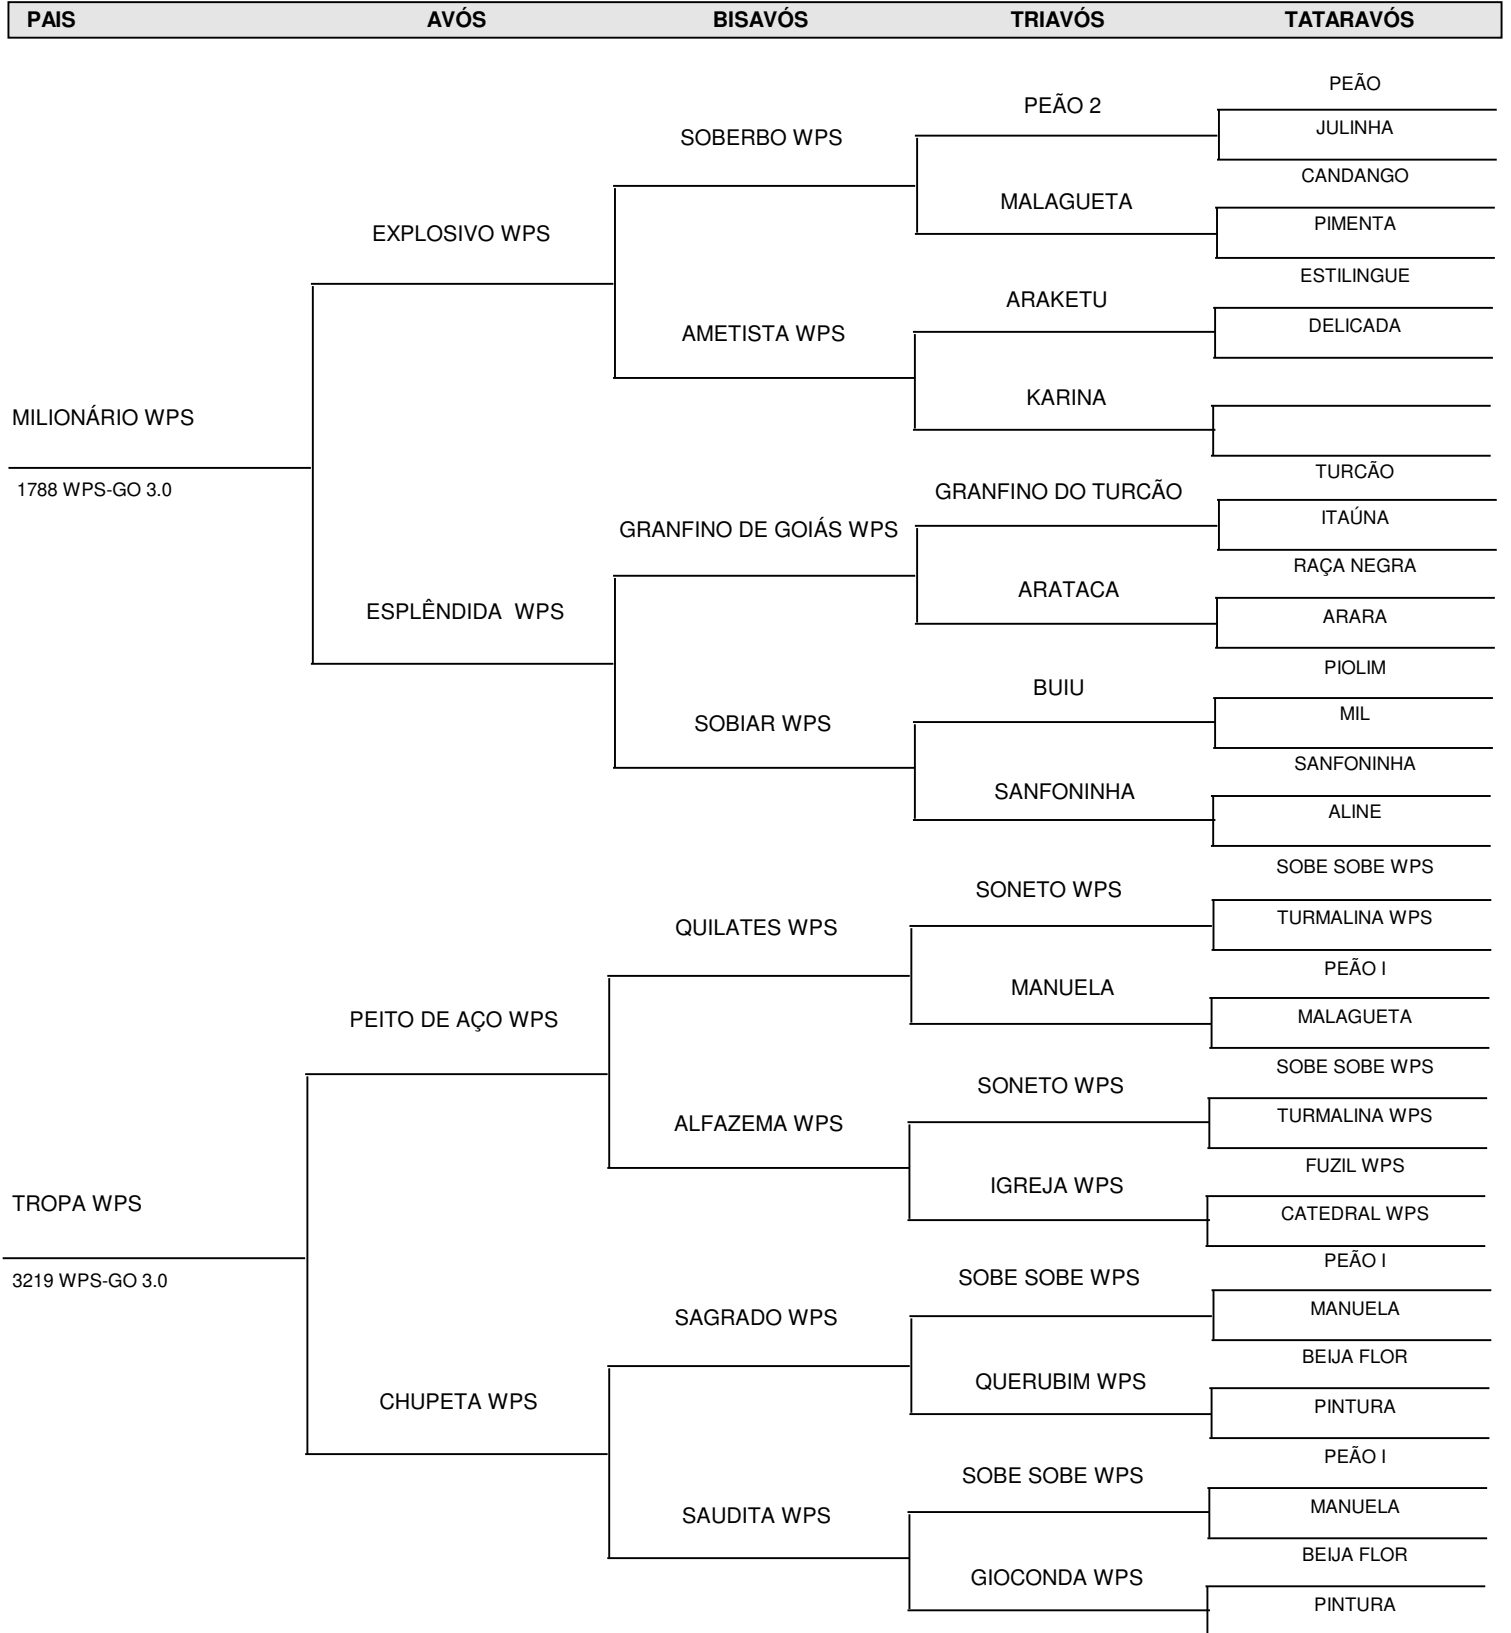 PAIS AVÓS BISAVÓS TRIAVÓS TATARAVÓS
PEÃO
PEÃO 2
JULINHA
SOBERBO WPS
CANDANGO
MALAGUETA
PIMENTA
EXPLOSIVO WPS
ESTILINGUE
ARAKETU
DELICADA
AMETISTA WPS
KARINA
MILIONÁRIO WPS
1788 WPS-GO 3.0
TURCÃO
GRANFINO DO TURCÃO
ITAÚNA
GRANFINO DE GOIÁS WPS
RAÇA NEGRA
ARATACA
ARARA
ESPLÊNDIDA  WPS
PIOLIM
BUIU
MIL
SOBIAR WPS
SANFONINHA
SANFONINHA
ALINE
SOBE SOBE WPS
SONETO WPS
TURMALINA WPS
QUILATES WPS
PEÃO I
MANUELA
MALAGUETA
PEITO DE AÇO WPS
SOBE SOBE WPS
SONETO WPS
TURMALINA WPS
ALFAZEMA WPS
FUZIL WPS
IGREJA WPS
CATEDRAL WPS
TROPA WPS
3219 WPS-GO 3.0
PEÃO I
SOBE SOBE WPS
MANUELA
SAGRADO WPS
BEIJA FLOR
QUERUBIM WPS
PINTURA
CHUPETA WPS
PEÃO I
SOBE SOBE WPS
MANUELA
SAUDITA WPS
BEIJA FLOR
GIOCONDA WPS
PINTURA